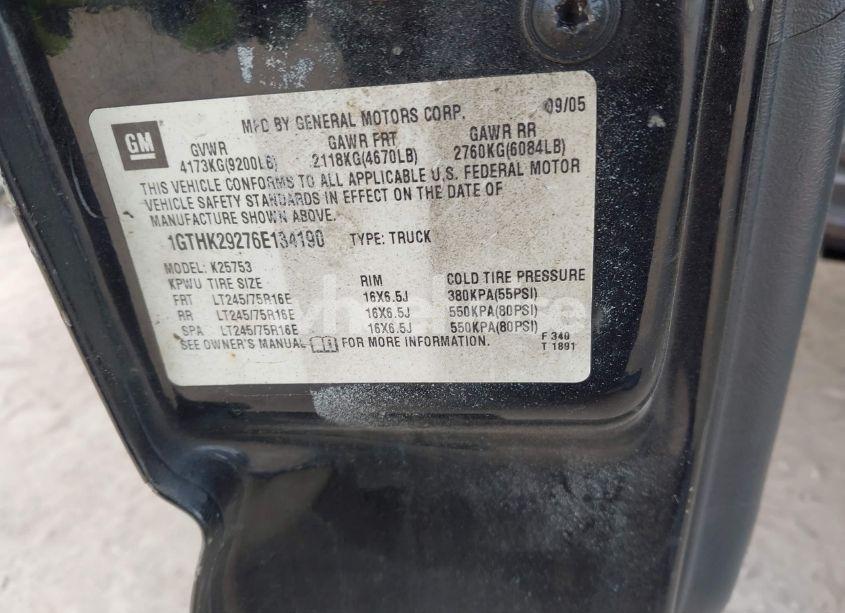 GM
MFD BY GENERAL MOTORS CORP. 09/05
GVWR GAWR FRT GAWR RR
4173KG(9200LB) 2118KG(4670LB) 2760KG(6084LB)
THIS VEHICLE CONFORMS TO ALL APPLICABLE U.S. FEDERAL MOTOR
VEHICLE SAFETY STANDARDS IN EFFECT ON THE DATE OF
MANUFACTURE SHOWN ABOVE.
1GTHK29276E134190 TYPE: TRUCK
MODEL: K25753
KPWU TIRE SIZE RIM COLD TIRE PRESSURE
FRT LT245/75R16E 16X6.5J 380KPA(55PSI)
RR LT245/75R16E 16X6.5J 550KPA(80PSI)
SPA LT245/75R16E 16X6.5J 550KPA(80PSI)
SEE OWNER'S MANUAL FOR MORE INFORMATION.
F 340
T 1891